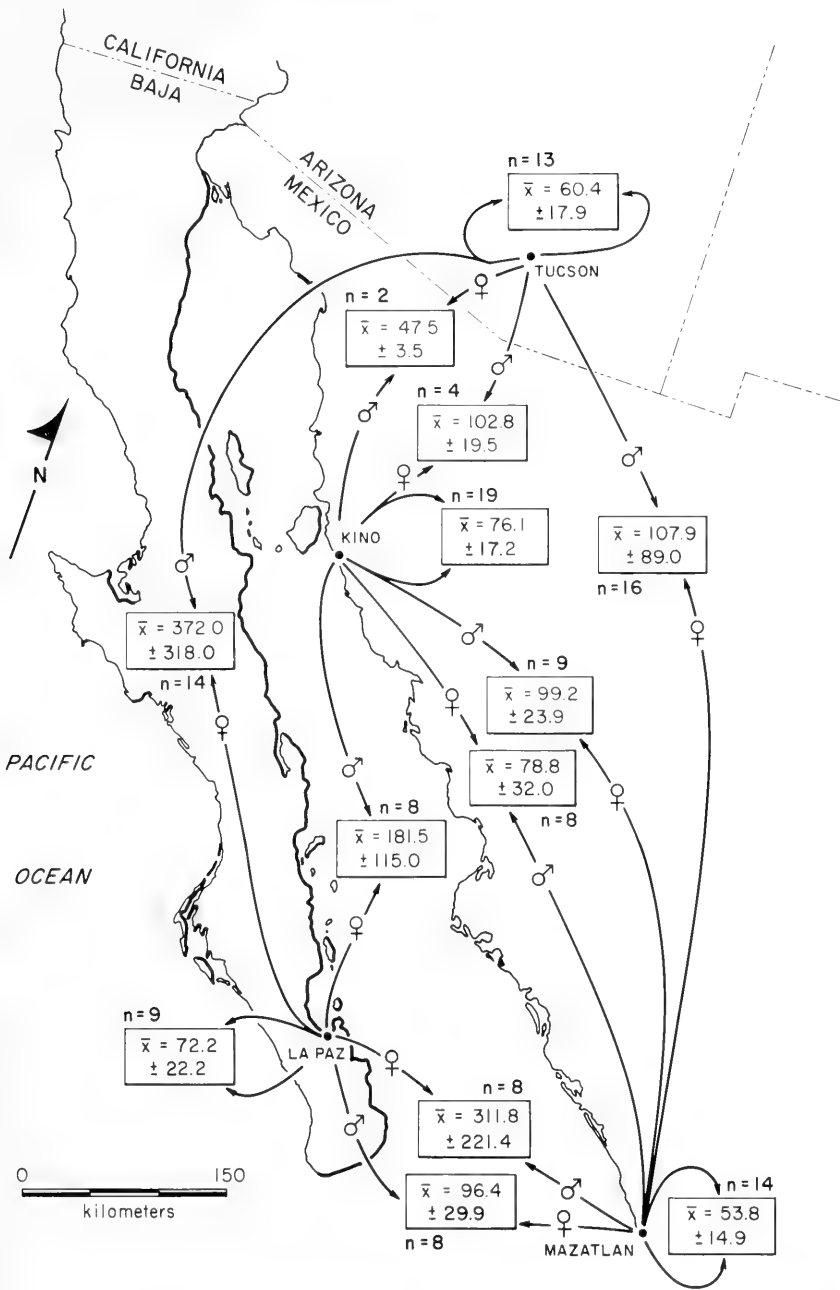 CALIFORNIA
BAJA
ARIZONA
MEXICO
n=13
x̄ = 60.4
±17.9
TUCSON
♀
n=2
x̄ = 47.5
± 3.5
♂
n=4
♂
x̄ = 102.8
± 19.5
♂
N
♀
n=19
KINO
x̄ = 76.1
± 17.2
x̄ = 107.9
± 89.0
n=16
♂
x̄ = 372.0
± 318.0
n=14
♂
♀
n=9
x̄ = 99.2
± 23.9
♀
♀
PACIFIC
x̄ = 78.8
± 32.0
n=8
♂
♀
n=8
x̄ = 181.5
± 115.0
OCEAN
♂
♀
n=9
x̄ = 72.2
± 22.2
LA PAZ
♀
n=8
x̄ = 311.8
± 221.4
♂
♂
0 150
kilometers
x̄ = 96.4
± 29.9
n=8
♀
n=14
x̄ = 53.8
± 14.9
MAZATLAN